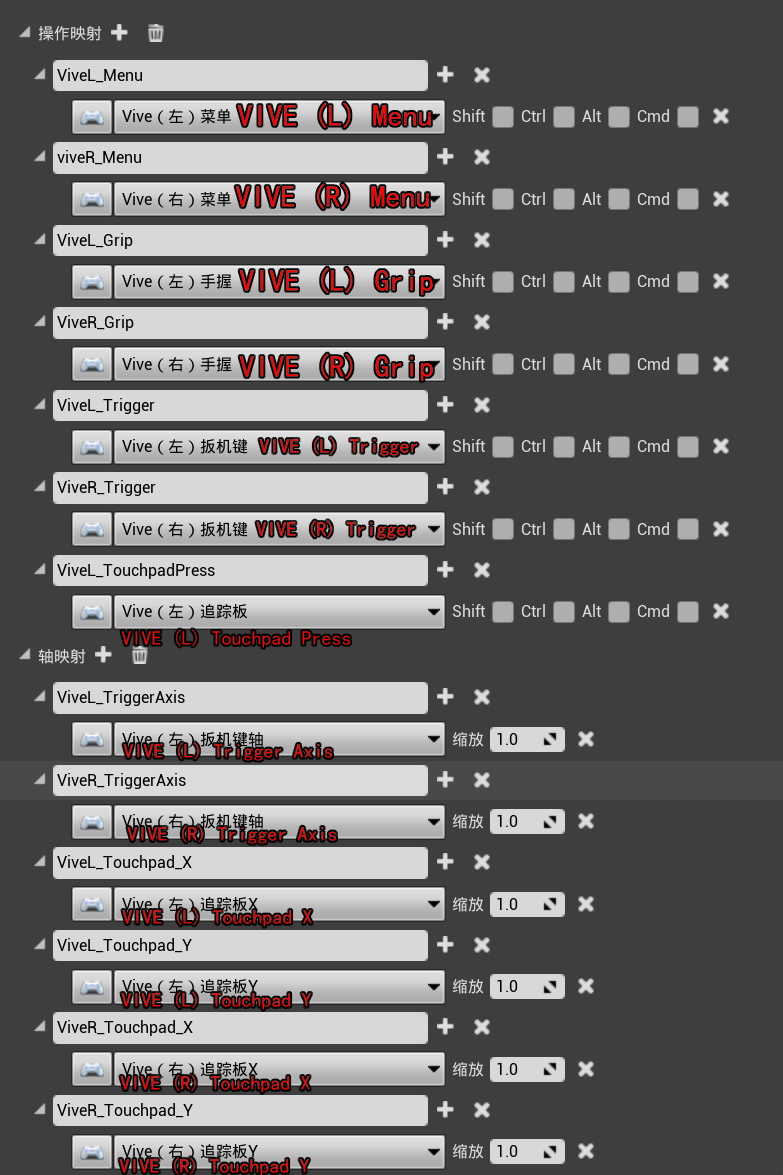 操作映射
ViveL_Menu
Vive（左）菜单 VIVE (L) Menu Shift Ctrl Alt Cmd
viveR_Menu
Vive（右）菜单 VIVE (R) Menu Shift Ctrl Alt Cmd
ViveL_Grip
Vive（左）手握 VIVE (L) Grip Shift Ctrl Alt Cmd
ViveR_Grip
Vive（右）手握 VIVE (R) Grip Shift Ctrl Alt Cmd
ViveL_Trigger
Vive（左）扳机键 VIVE (L) Trigger Shift Ctrl Alt Cmd
ViveR_Trigger
Vive（右）扳机键 VIVE (R) Trigger Shift Ctrl Alt Cmd
ViveL_TouchpadPress
Vive（左）追踪板 Shift Ctrl Alt Cmd
VIVE (L) Touchpad Press
轴映射
ViveL_TriggerAxis
Vive（左）扳机键轴 缩放 1.0
VIVE (L) Trigger Axis
ViveR_TriggerAxis
Vive（右）扳机键轴 缩放 1.0
VIVE (R) Trigger Axis
ViveL_Touchpad_X
Vive（左）追踪板X 缩放 1.0
VIVE (L) Touchpad X
ViveL_Touchpad_Y
Vive（左）追踪板Y 缩放 1.0
VIVE (L) Touchpad Y
ViveR_Touchpad_X
Vive（右）追踪板X 缩放 1.0
VIVE (R) Touchpad X
ViveR_Touchpad_Y
Vive（右）追踪板Y 缩放 1.0
VIVE (R) Touchpad Y